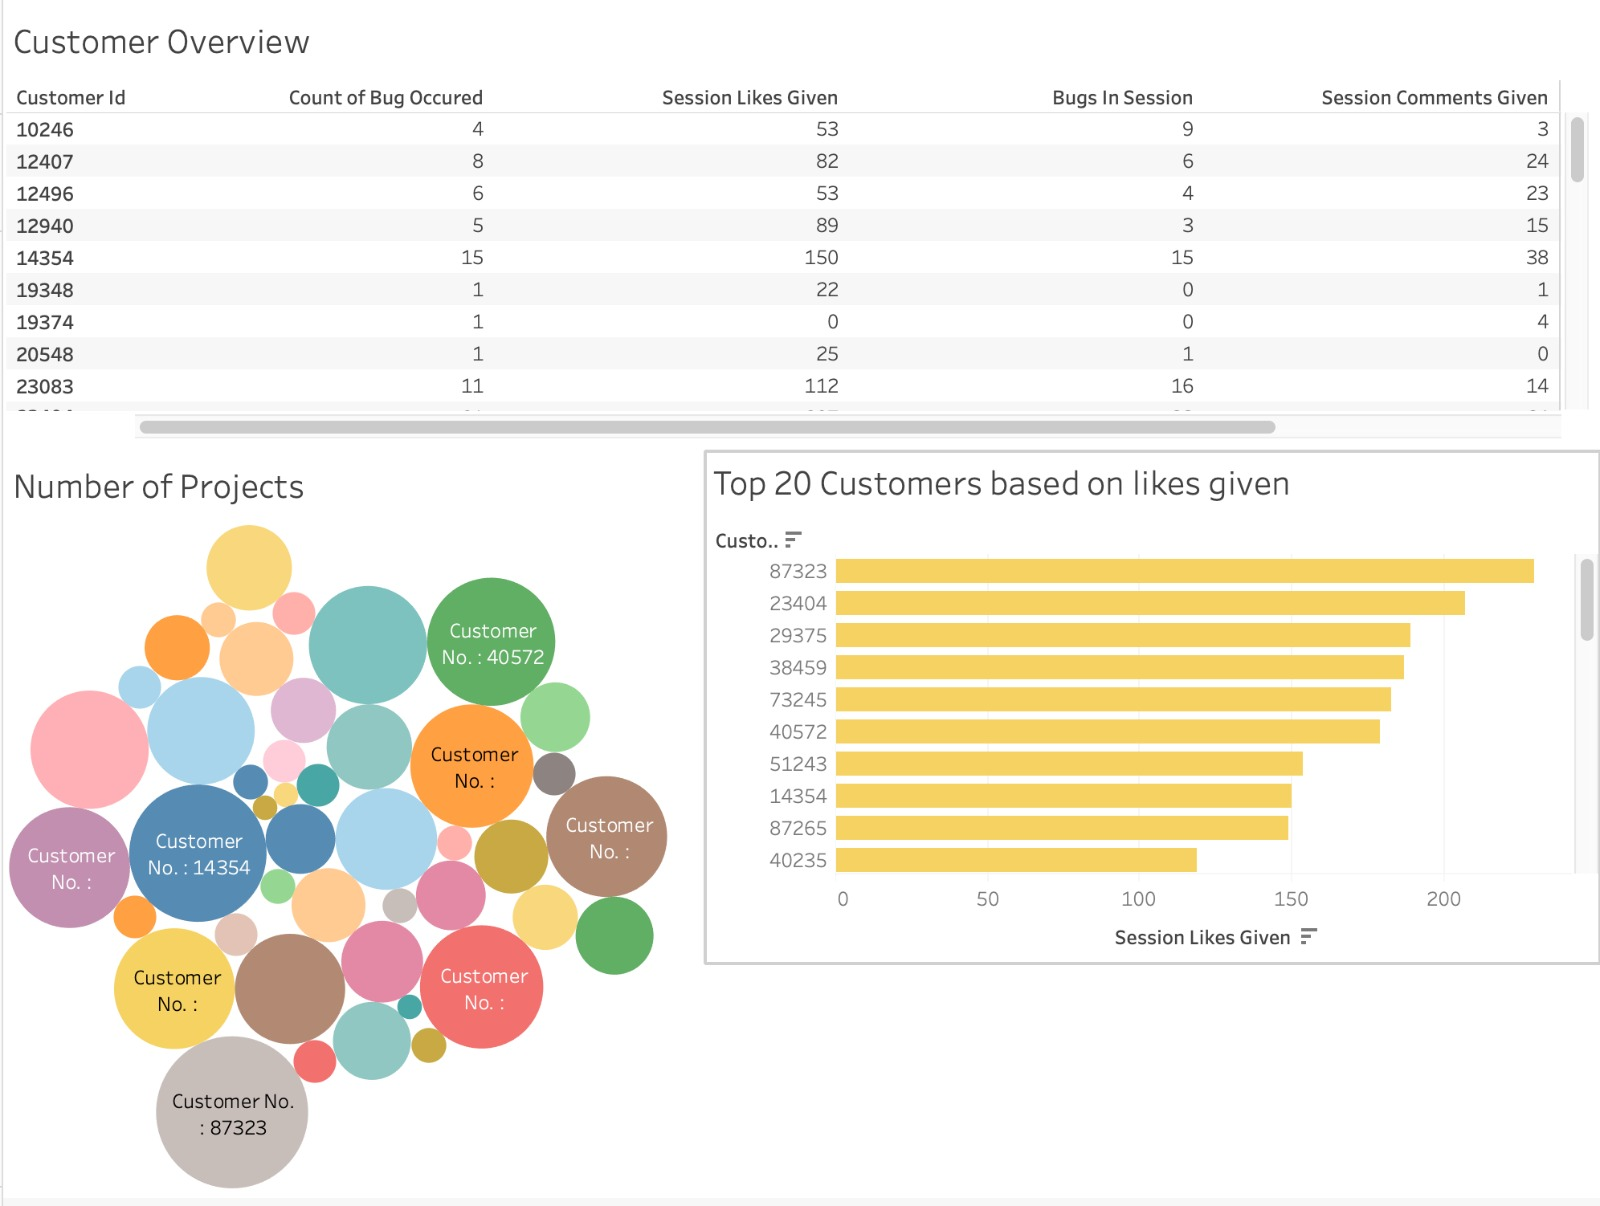 Customer Overview
Customer Id Count of Bug Occured Session Likes Given Bugs In Session Session Comments Given
10246 4 53 9 3
12407 8 82 6 24
12496 6 53 4 23
12940 5 89 3 15
14354 15 150 15 38
19348 1 22 0 1
19374 1 0 0 4
20548 1 25 1 0
23083 11 112 16 14
Number of Projects
Customer
No. : 40572
Customer
No. :
Customer
No. :
Customer
No. : 14354
Customer
No. :
Customer
No. :
Customer
No. :
Customer No.
: 87323
Top 20 Customers based on likes given
Custo..
87323
23404
29375
38459
73245
40572
51243
14354
87265
40235
0 50 100 150 200
Session Likes Given